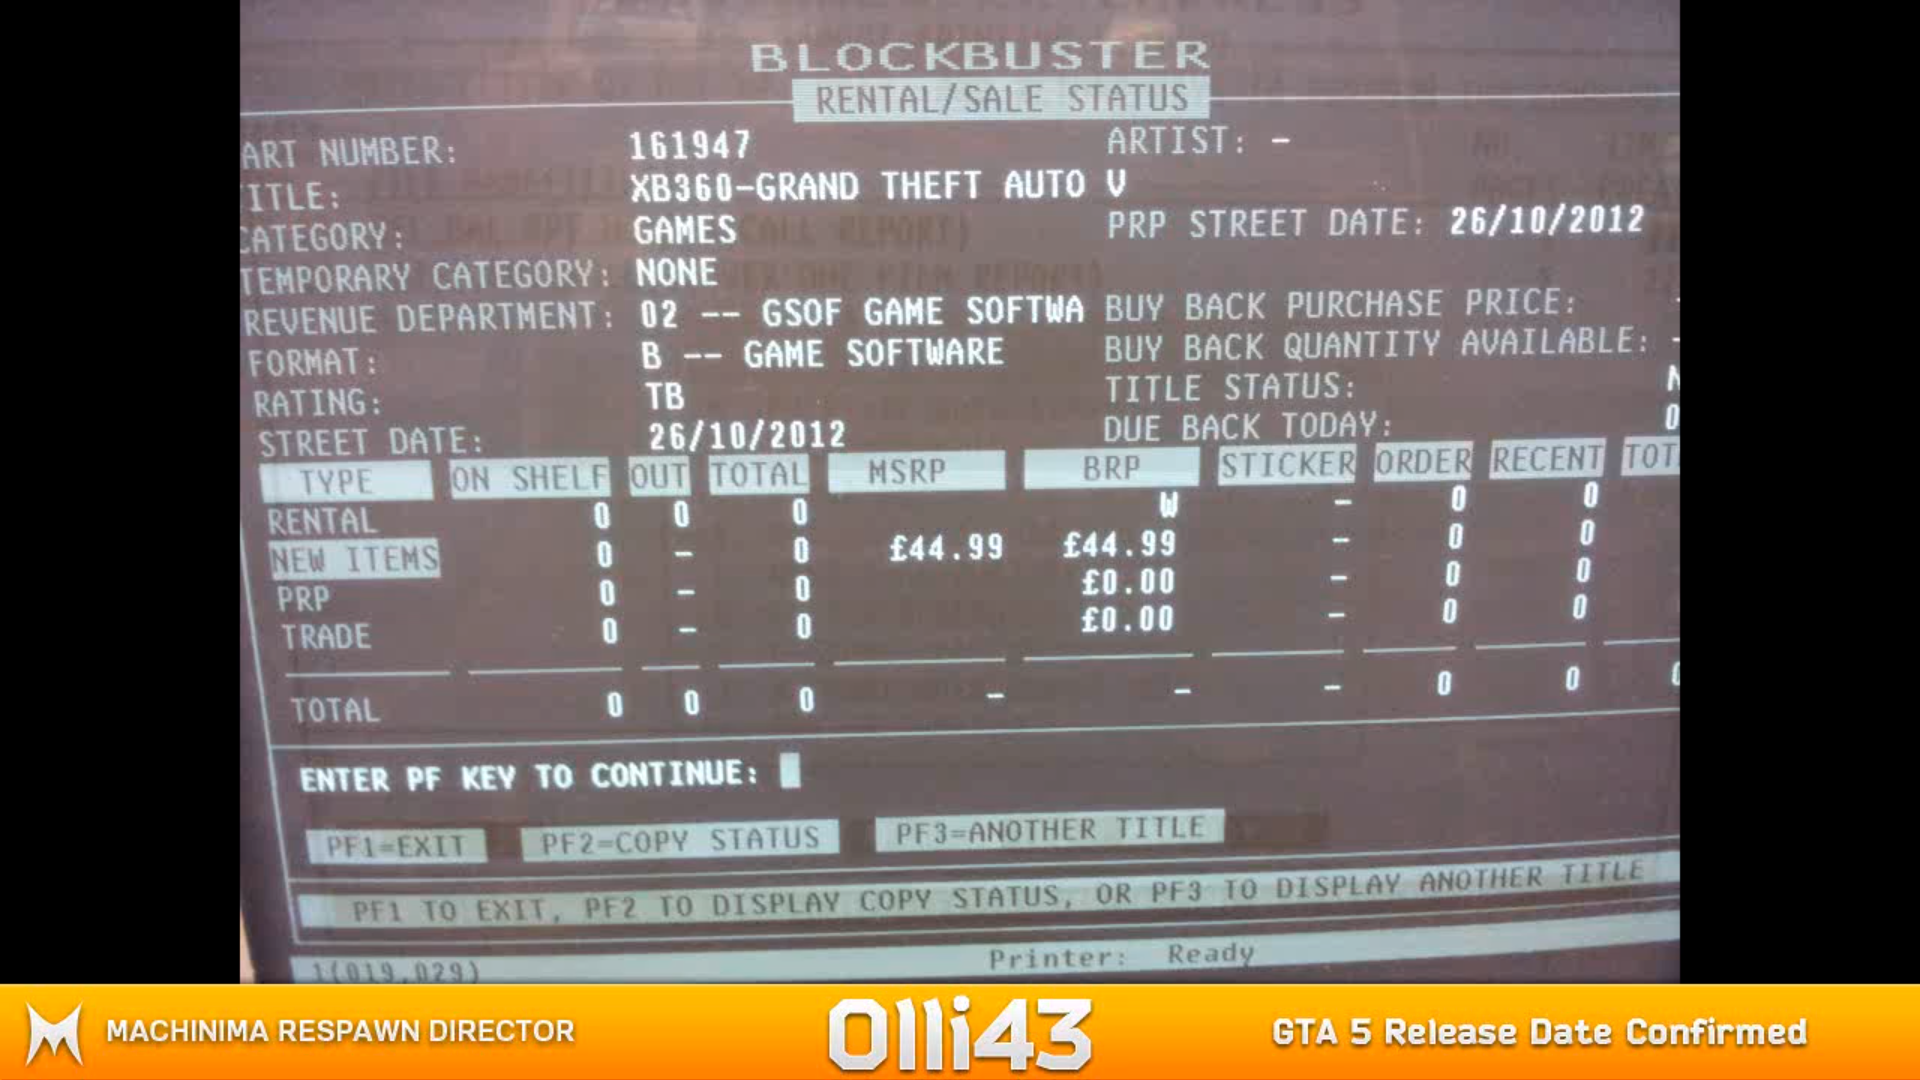 BLOCKBUSTER
RENTAL/SALE STATUS
ART NUMBER: 161947 ARTIST: -
ITLE: XB360-GRAND THEFT AUTO V
CATEGORY: GAMES PRP STREET DATE: 26/10/2012
TEMPORARY CATEGORY: NONE
REVENUE DEPARTMENT: 02 -- GSOF GAME SOFTWA BUY BACK PURCHASE PRICE:
FORMAT: B -- GAME SOFTWARE BUY BACK QUANTITY AVAILABLE: -
RATING: TB TITLE STATUS: N
STREET DATE: 26/10/2012 DUE BACK TODAY: 0
TYPE ON SHELF OUT TOTAL MSRP BRP STICKER ORDER RECENT TOT
RENTAL 0 0 0 W - 0 0
NEW ITEMS 0 - 0 £44.99 £44.99 - 0 0
PRP 0 - 0 £0.00 - 0 0
TRADE 0 - 0 £0.00 - 0 0
TOTAL 0 0 0 - - - 0 0
ENTER PF KEY TO CONTINUE:
PF1=EXIT PF2=COPY STATUS PF3=ANOTHER TITLE
PF1 TO EXIT, PF2 TO DISPLAY COPY STATUS, OR PF3 TO DISPLAY ANOTHER TITLE
1(019,029) Printer: Ready
MACHINIMA RESPAWN DIRECTOR Olli43 GTA 5 Release Date Confirmed